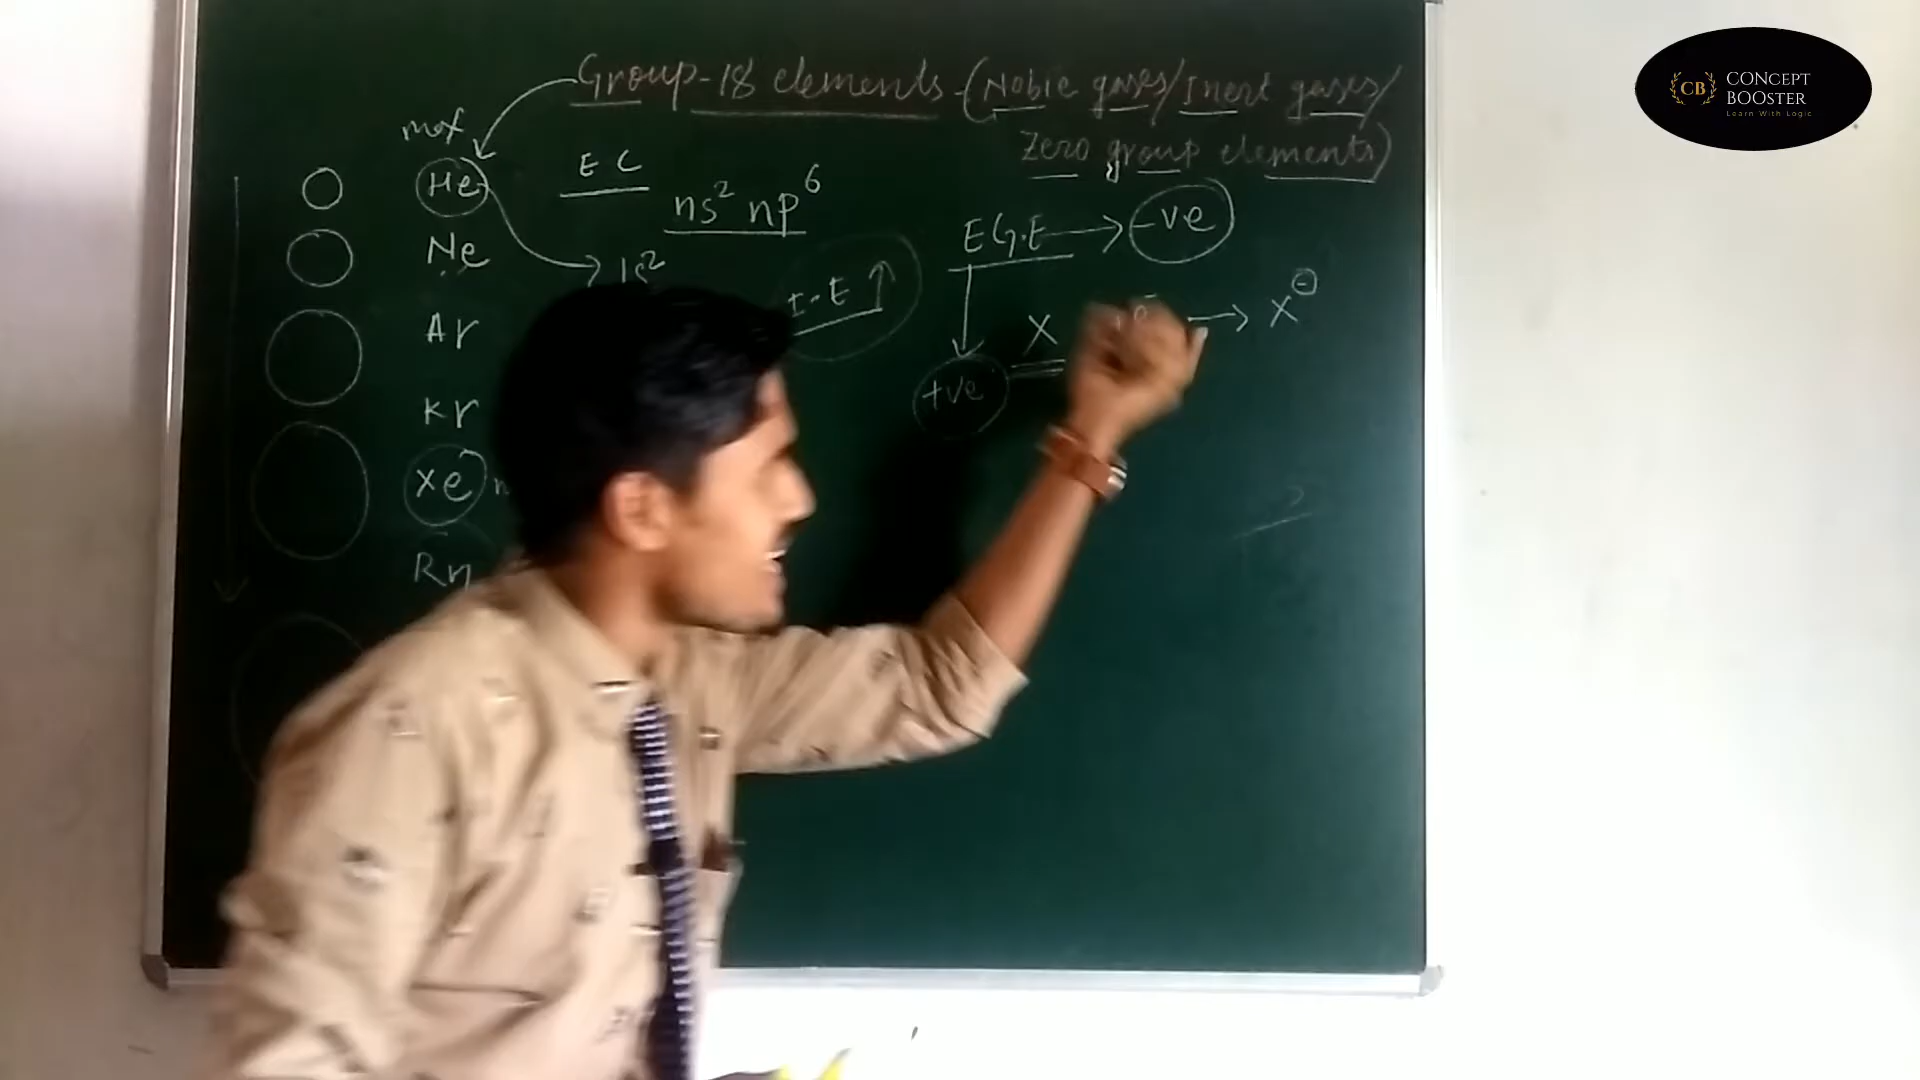 Group-18 elements-(Noble gases/Inert gases/
Zero group elements)
max
He
Ne
Ar
Kr
Xe
Rn
E C
ns² np⁶
1s²
I-E↑
E G.E → -ve
+ve
X
→ X⊖
CB
CONCEPT
BOOSTER
Learn With Logic